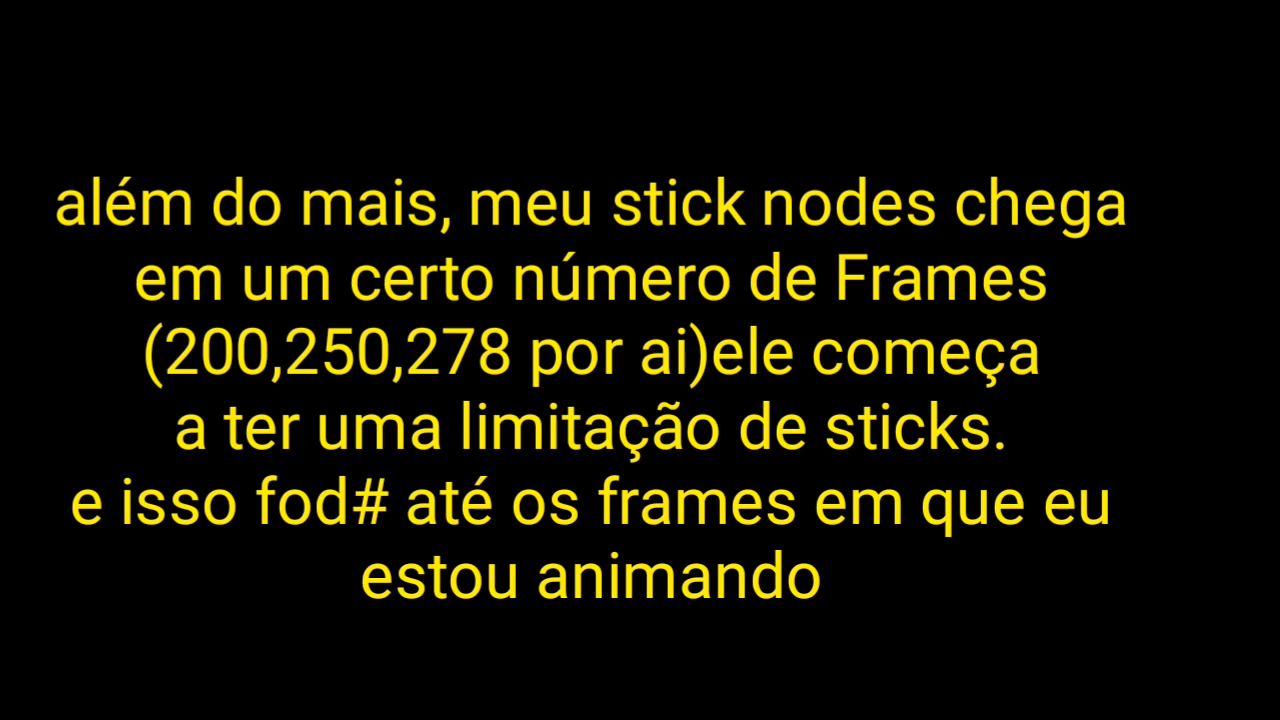 além do mais, meu stick nodes chega
em um certo número de Frames
(200,250,278 por ai)ele começa
a ter uma limitação de sticks.
e isso fod# até os frames em que eu
estou animando